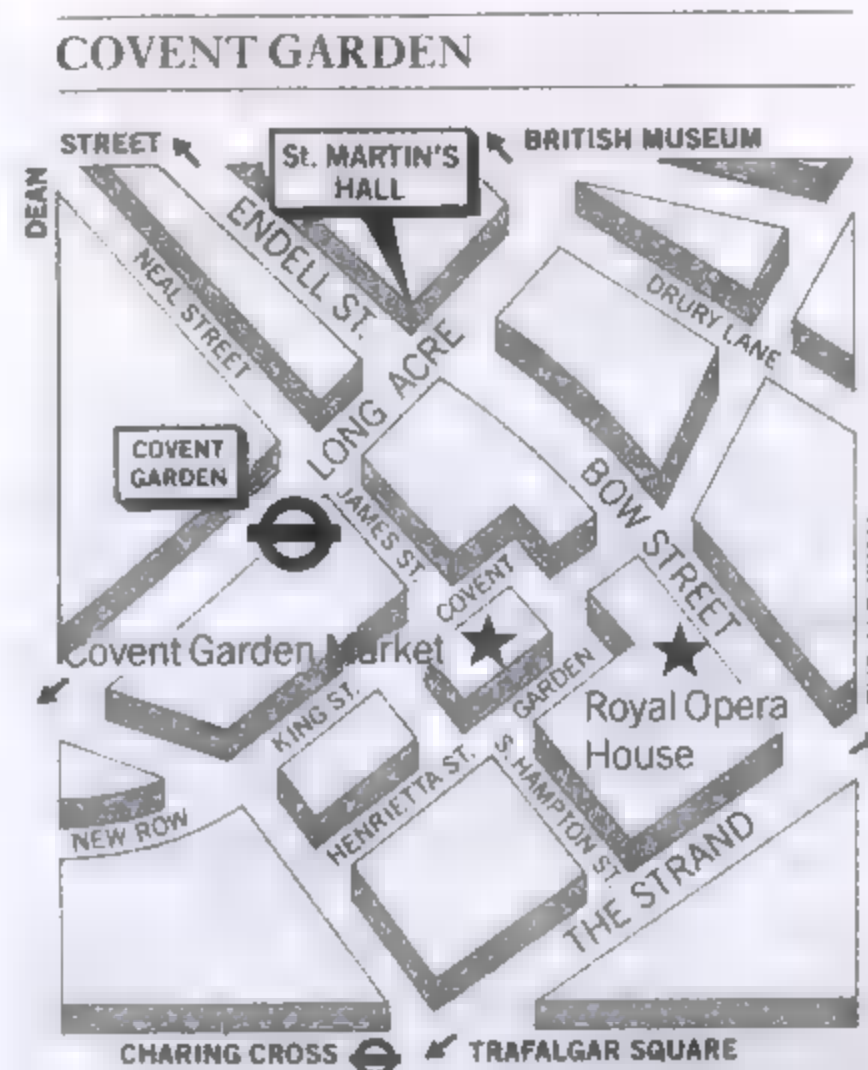 COVENT GARDEN
STREET
St. MARTIN'S
HALL
BRITISH MUSEUM
DEAN
ENDELL ST.
NEAL STREET
DRURY LANE
LONG ACRE
COVENT
GARDEN
JAMES ST.
BOW STREET
COVENT
GARDEN
Covent Garden Market
Royal Opera
House
KING ST.
HENRIETTA ST.
S. HAMPTON ST.
NEW ROW
THE STRAND
CHARING CROSS
TRAFALGAR SQUARE